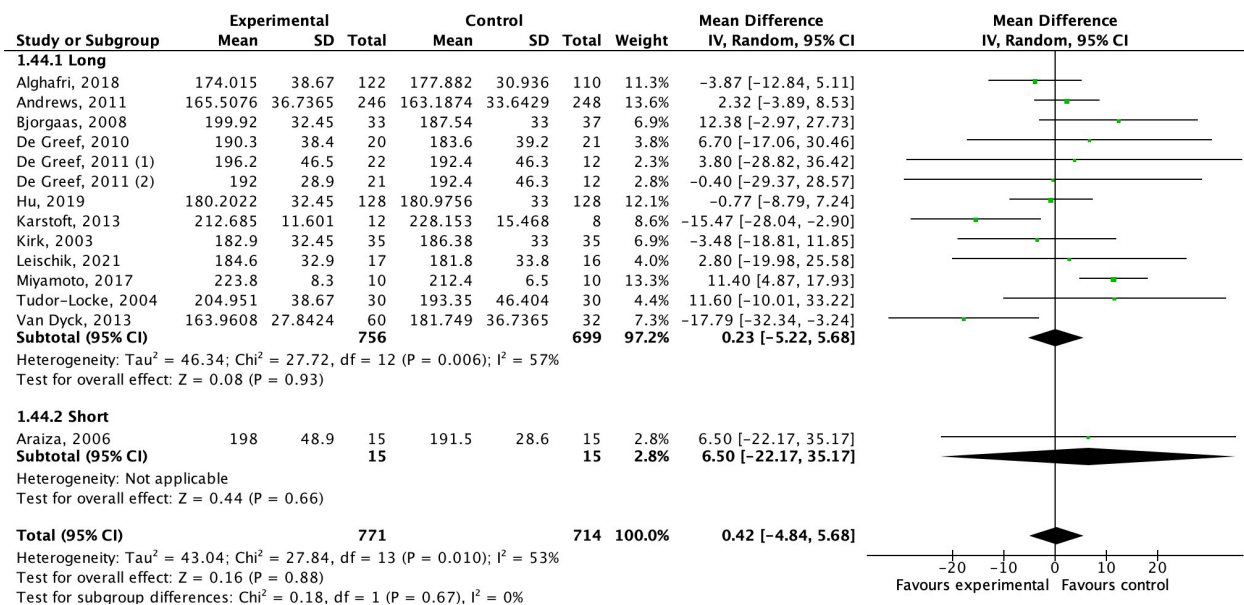 Experimental Control Mean Difference Mean Difference
Study or Subgroup Mean SD Total Mean SD Total Weight IV, Random, 95% CI IV, Random, 95% CI
1.44.1 Long
Alghafri, 2018 174.015 38.67 122 177.882 30.936 110 11.3% −3.87 [−12.84, 5.11]
Andrews, 2011 165.5076 36.7365 246 163.1874 33.6429 248 13.6% 2.32 [−3.89, 8.53]
Bjorgaas, 2008 199.92 32.45 33 187.54 33 37 6.9% 12.38 [−2.97, 27.73]
De Greef, 2010 190.3 38.4 20 183.6 39.2 21 3.8% 6.70 [−17.06, 30.46]
De Greef, 2011 (1) 196.2 46.5 22 192.4 46.3 12 2.3% 3.80 [−28.82, 36.42]
De Greef, 2011 (2) 192 28.9 21 192.4 46.3 12 2.8% −0.40 [−29.37, 28.57]
Hu, 2019 180.2022 32.45 128 180.9756 33 128 12.1% −0.77 [−8.79, 7.24]
Karstoft, 2013 212.685 11.601 12 228.153 15.468 8 8.6% −15.47 [−28.04, −2.90]
Kirk, 2003 182.9 32.45 35 186.38 33 35 6.9% −3.48 [−18.81, 11.85]
Leischik, 2021 184.6 32.9 17 181.8 33.8 16 4.0% 2.80 [−19.98, 25.58]
Miyamoto, 2017 223.8 8.3 10 212.4 6.5 10 13.3% 11.40 [4.87, 17.93]
Tudor−Locke, 2004 204.951 38.67 30 193.35 46.404 30 4.4% 11.60 [−10.01, 33.22]
Van Dyck, 2013 163.9608 27.8424 60 181.749 36.7365 32 7.3% −17.79 [−32.34, −3.24]
Subtotal (95% CI) 756 699 97.2% 0.23 [−5.22, 5.68]
Heterogeneity: Tau² = 46.34; Chi² = 27.72, df = 12 (P = 0.006); I² = 57%
Test for overall effect: Z = 0.08 (P = 0.93)
1.44.2 Short
Araiza, 2006 198 48.9 15 191.5 28.6 15 2.8% 6.50 [−22.17, 35.17]
Subtotal (95% CI) 15 15 2.8% 6.50 [−22.17, 35.17]
Heterogeneity: Not applicable
Test for overall effect: Z = 0.44 (P = 0.66)
Total (95% CI) 771 714 100.0% 0.42 [−4.84, 5.68]
Heterogeneity: Tau² = 43.04; Chi² = 27.84, df = 13 (P = 0.010); I² = 53%
Test for overall effect: Z = 0.16 (P = 0.88)
Test for subgroup differences: Chi² = 0.18, df = 1 (P = 0.67), I² = 0%
−20 −10 0 10 20
Favours experimental Favours control